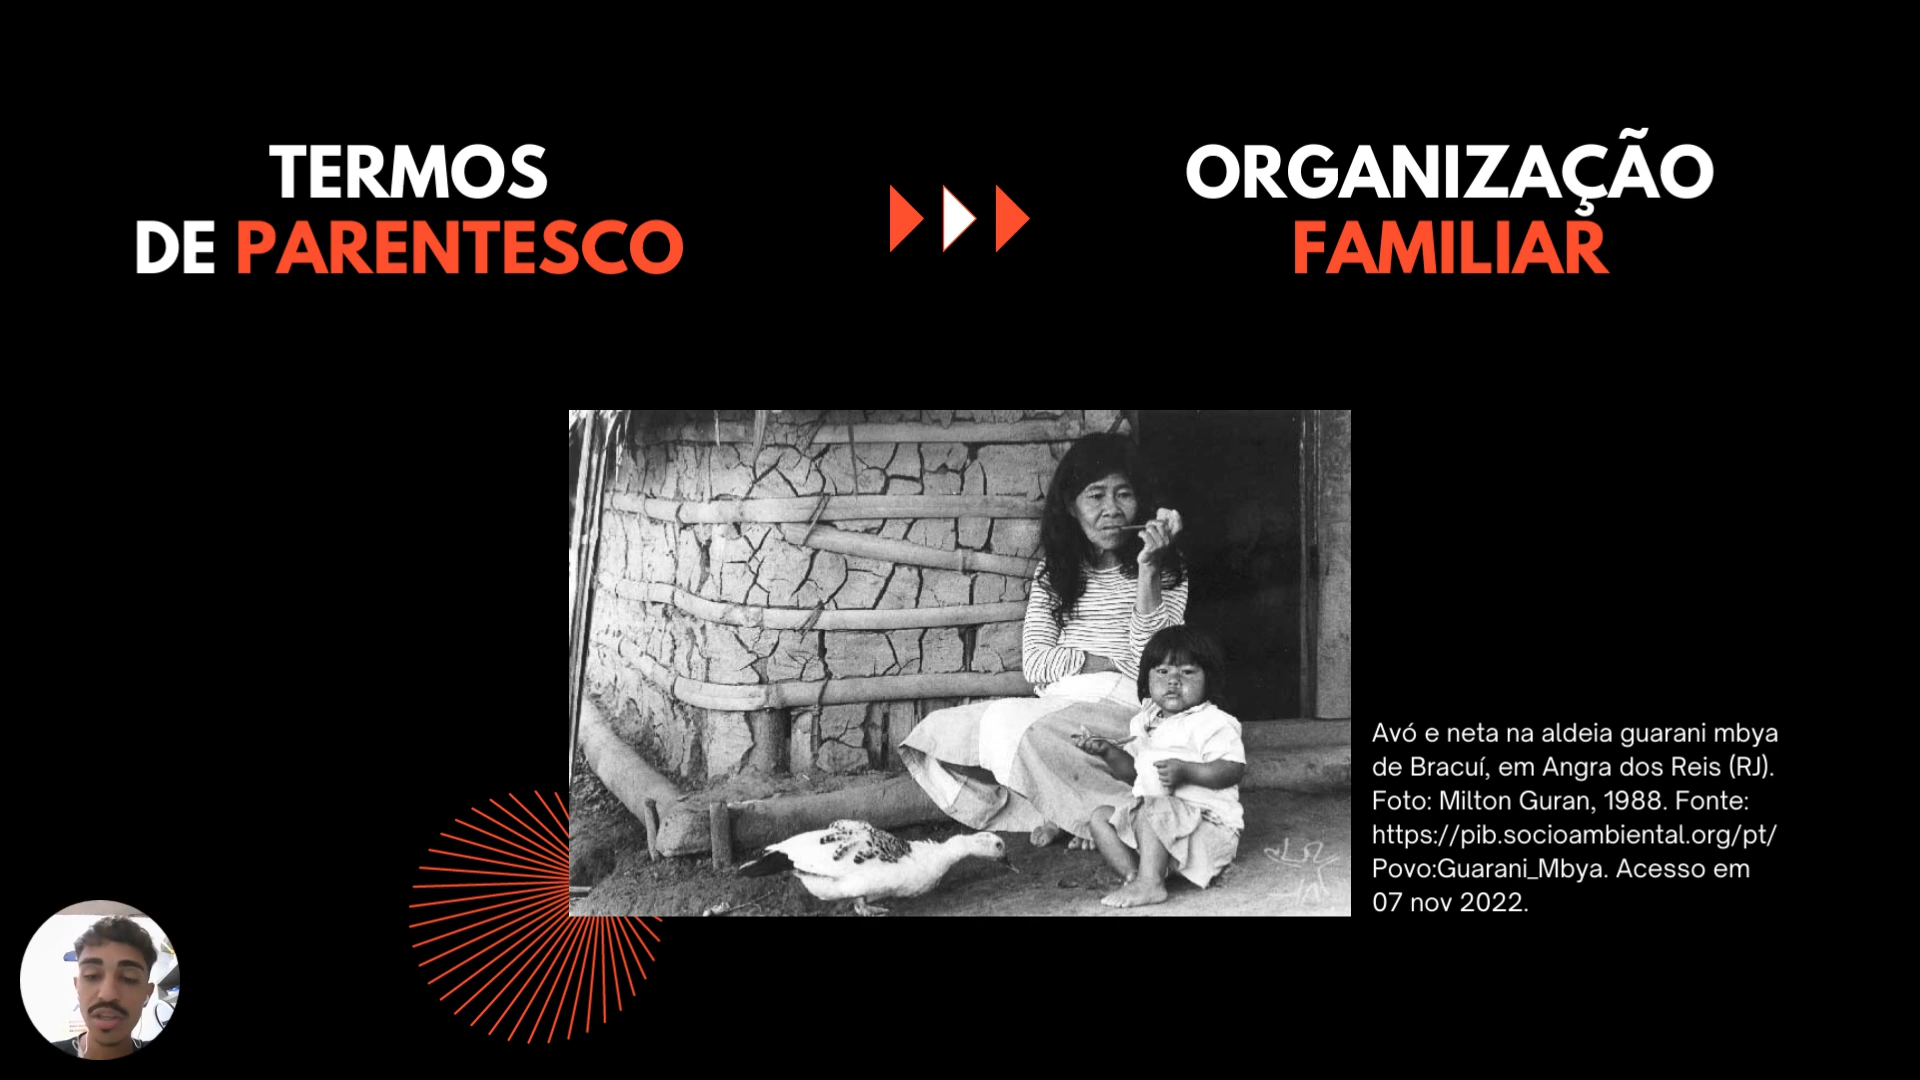 TERMOS
DE PARENTESCO
ORGANIZAÇÃO
FAMILIAR
Avó e neta na aldeia guarani mbya
de Bracuí, em Angra dos Reis (RJ).
Foto: Milton Guran, 1988. Fonte:
https://pib.socioambiental.org/pt/
Povo:Guarani_Mbya. Acesso em
07 nov 2022.